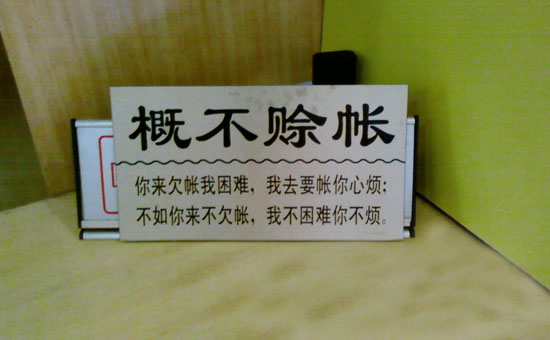 概不赊帐
你来欠帐我困难，我去要帐你心烦；
不如你来不欠帐，我不困难你不烦。